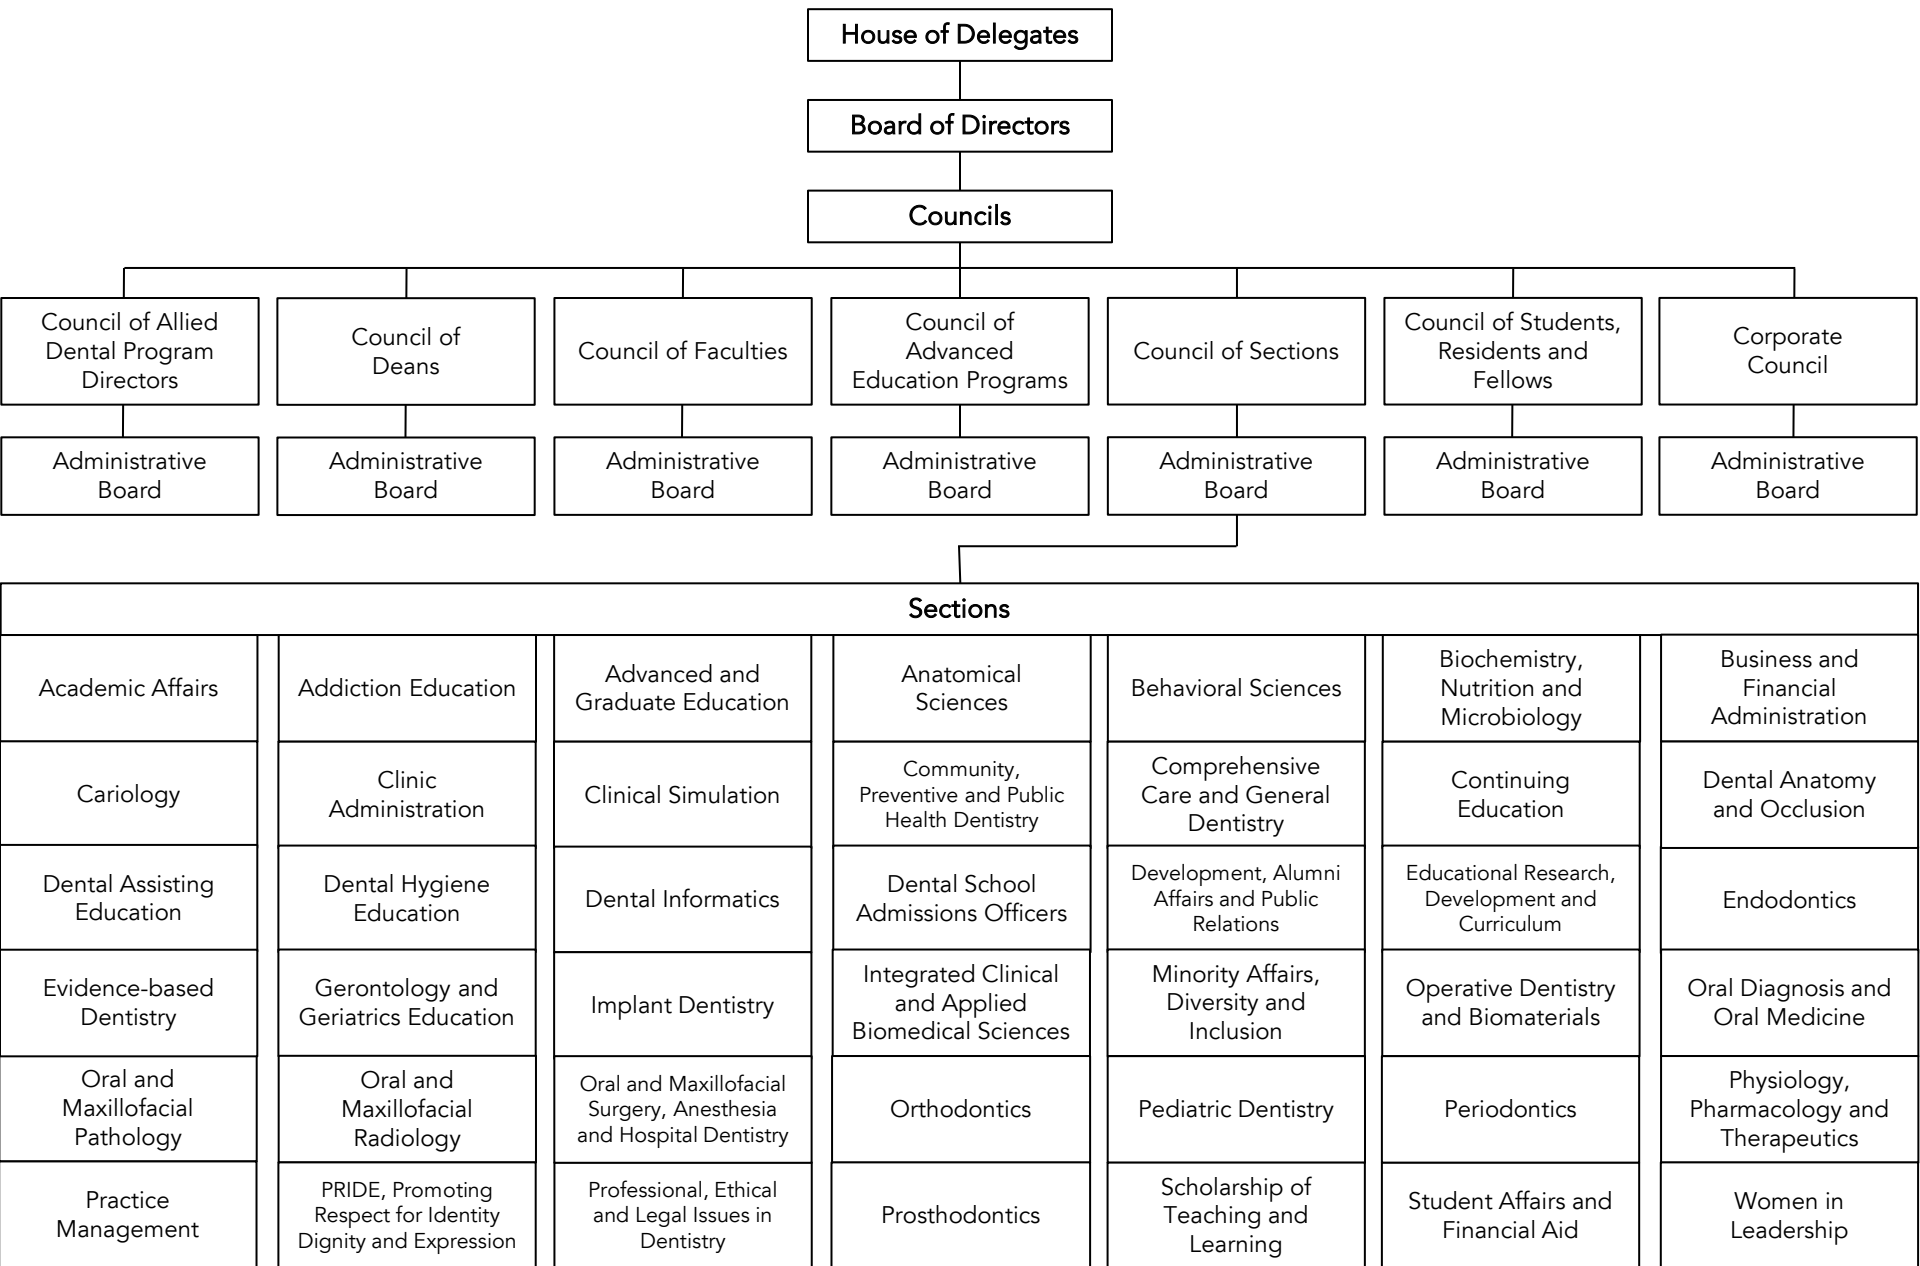 House of Delegates
Board of Directors
Councils
Council of Allied
Dental Program
Directors
Council of
Deans
Council of Faculties
Council of
Advanced
Education Programs
Council of Sections
Council of Students,
Residents and
Fellows
Corporate
Council
Administrative
Board
Administrative
Board
Administrative
Board
Administrative
Board
Administrative
Board
Administrative
Board
Administrative
Board
Sections
Academic Affairs
Addiction Education
Advanced and
Graduate Education
Anatomical
Sciences
Behavioral Sciences
Biochemistry,
Nutrition and
Microbiology
Business and
Financial
Administration
Cariology
Clinic
Administration
Clinical Simulation
Community,
Preventive and Public
Health Dentistry
Comprehensive
Care and General
Dentistry
Continuing
Education
Dental Anatomy
and Occlusion
Dental Assisting
Education
Dental Hygiene
Education
Dental Informatics
Dental School
Admissions Officers
Development, Alumni
Affairs and Public
Relations
Educational Research,
Development and
Curriculum
Endodontics
Evidence-based
Dentistry
Gerontology and
Geriatrics Education
Implant Dentistry
Integrated Clinical
and Applied
Biomedical Sciences
Minority Affairs,
Diversity and
Inclusion
Operative Dentistry
and Biomaterials
Oral Diagnosis and
Oral Medicine
Oral and
Maxillofacial
Pathology
Oral and
Maxillofacial
Radiology
Oral and Maxillofacial
Surgery, Anesthesia
and Hospital Dentistry
Orthodontics
Pediatric Dentistry
Periodontics
Physiology,
Pharmacology and
Therapeutics
Practice
Management
PRIDE, Promoting
Respect for Identity
Dignity and Expression
Professional, Ethical
and Legal Issues in
Dentistry
Prosthodontics
Scholarship of
Teaching and
Learning
Student Affairs and
Financial Aid
Women in
Leadership